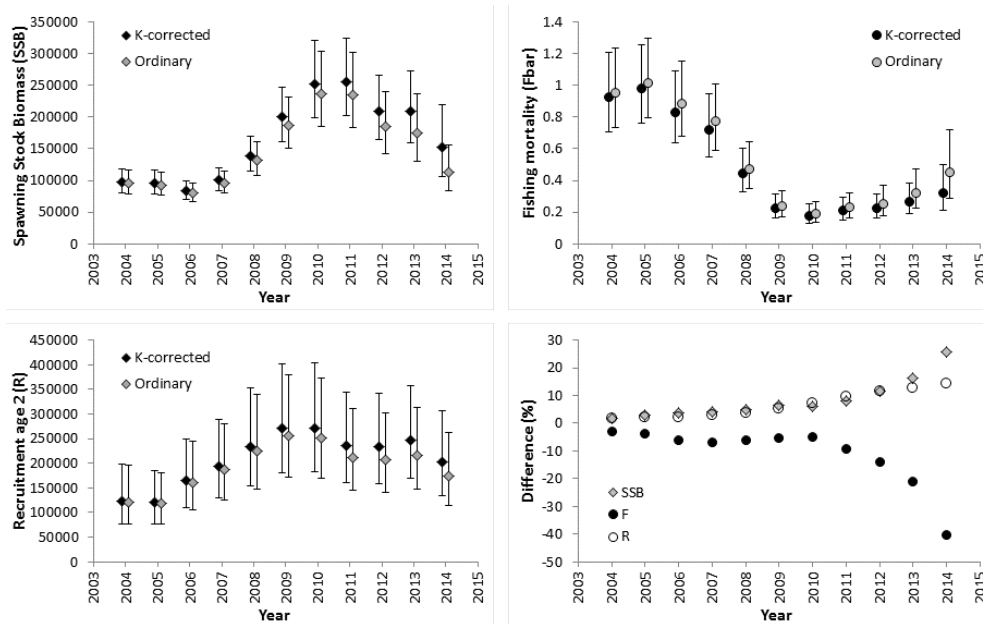 Spawning Stock Biomass (SSB)
350000
300000
250000
200000
150000
100000
50000
0
K-corrected
Ordinary
2003 2004 2005 2006 2007 2008 2009 2010 2011 2012 2013 2014 2015
Year
Fishing mortality (Fbar)
1.4
1.2
1
0.8
0.6
0.4
0.2
0
K-corrected
Ordinary
2003 2004 2005 2006 2007 2008 2009 2010 2011 2012 2013 2014 2015
Year
Recruitment age 2 (R)
450000
400000
350000
300000
250000
200000
150000
100000
50000
0
K-corrected
Ordinary
2003 2004 2005 2006 2007 2008 2009 2010 2011 2012 2013 2014 2015
Year
Difference (%)
30
20
10
0
-10
-20
-30
-40
-50
SSB
F
R
2003 2004 2005 2006 2007 2008 2009 2010 2011 2012 2013 2014 2015
Year